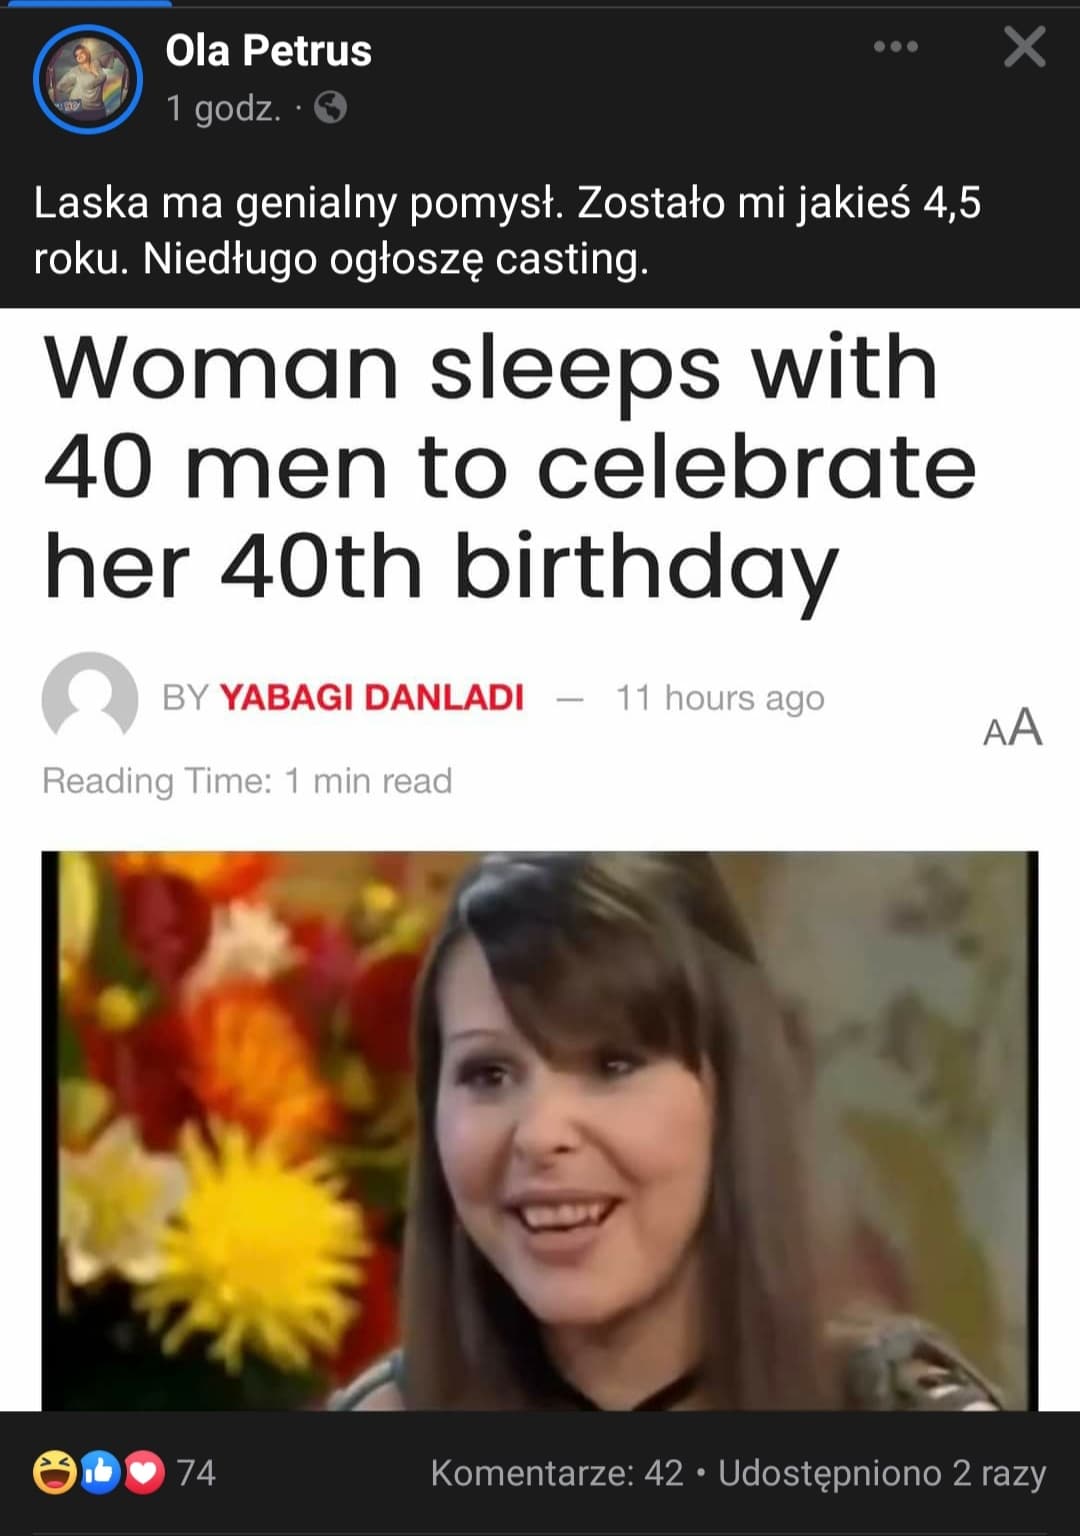 Ola Petrus
1 godz. ·
Laska ma genialny pomysł. Zostało mi jakieś 4,5
roku. Niedługo ogłoszę casting.
Woman sleeps with
40 men to celebrate
her 40th birthday
BY YABAGI DANLADI — 11 hours ago
AA
Reading Time: 1 min read
74 Komentarze: 42 • Udostępniono 2 razy